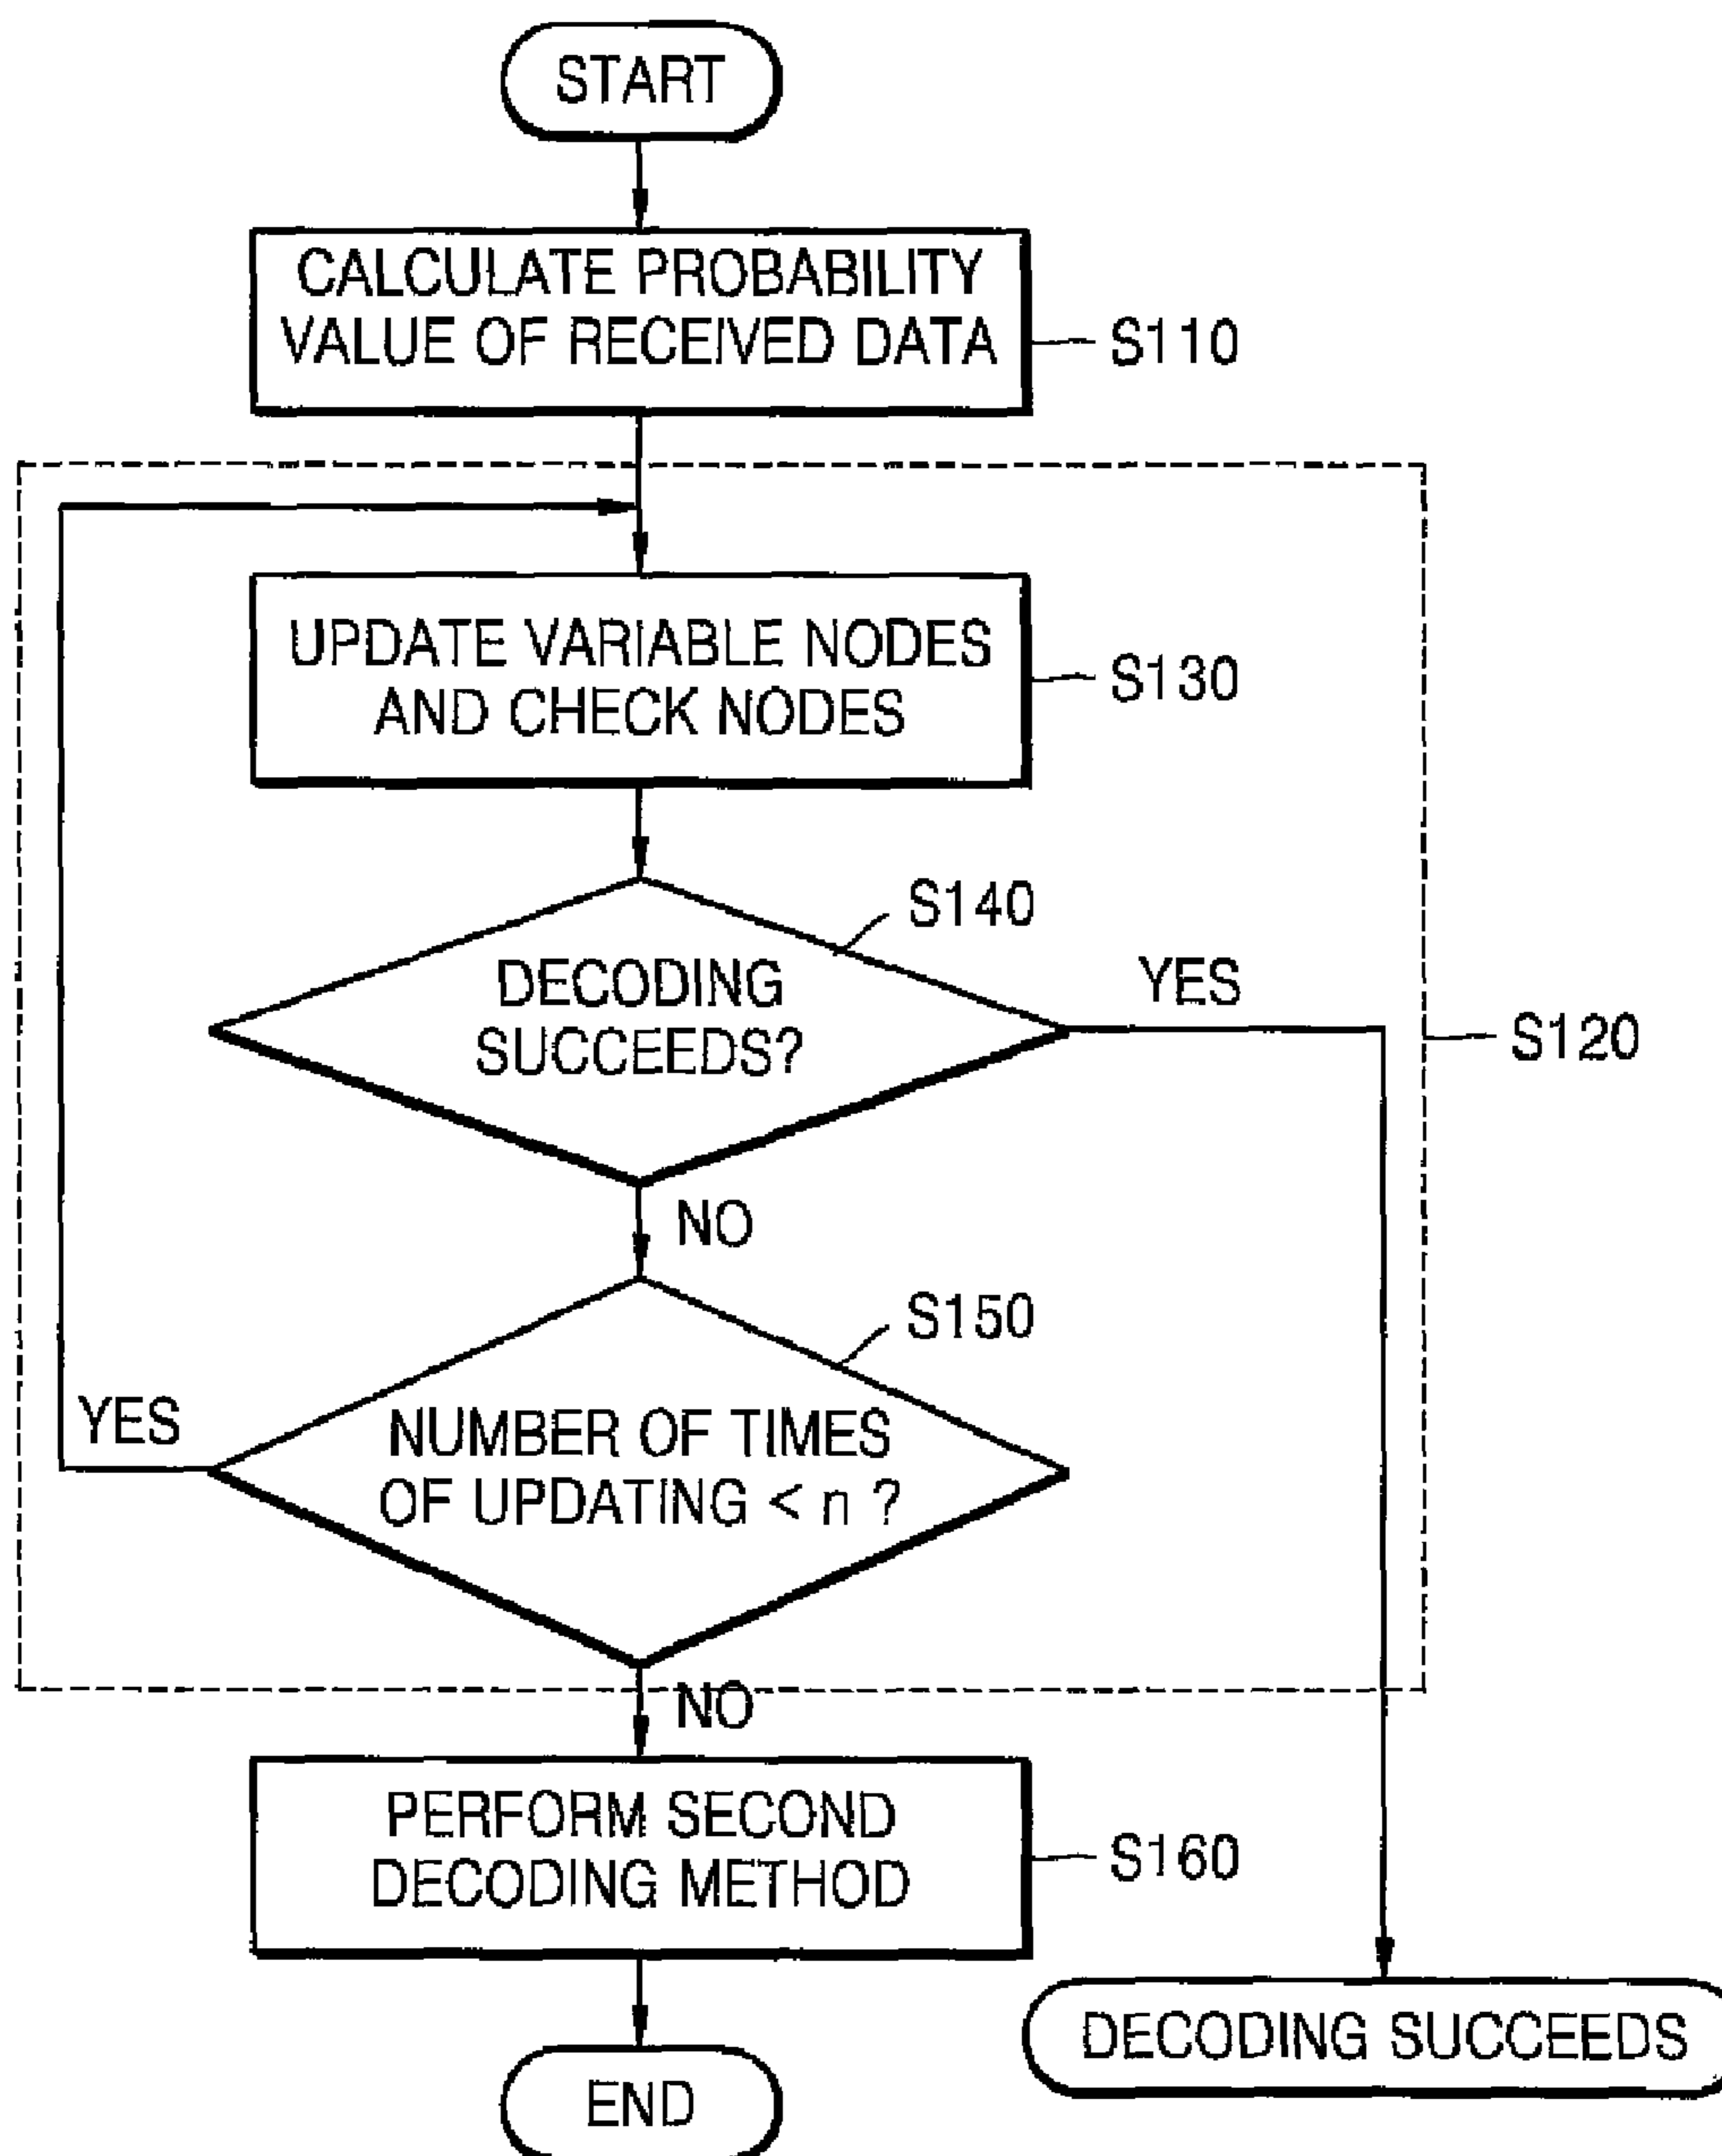 START
CALCULATE PROBABILITY
VALUE OF RECEIVED DATA
S110
UPDATE VARIABLE NODES
AND CHECK NODES
S130
S140
DECODING
SUCCEEDS?
YES
S120
NO
S150
YES
NUMBER OF TIMES
OF UPDATING < n ?
NO
PERFORM SECOND
DECODING METHOD
S160
DECODING SUCCEEDS
END